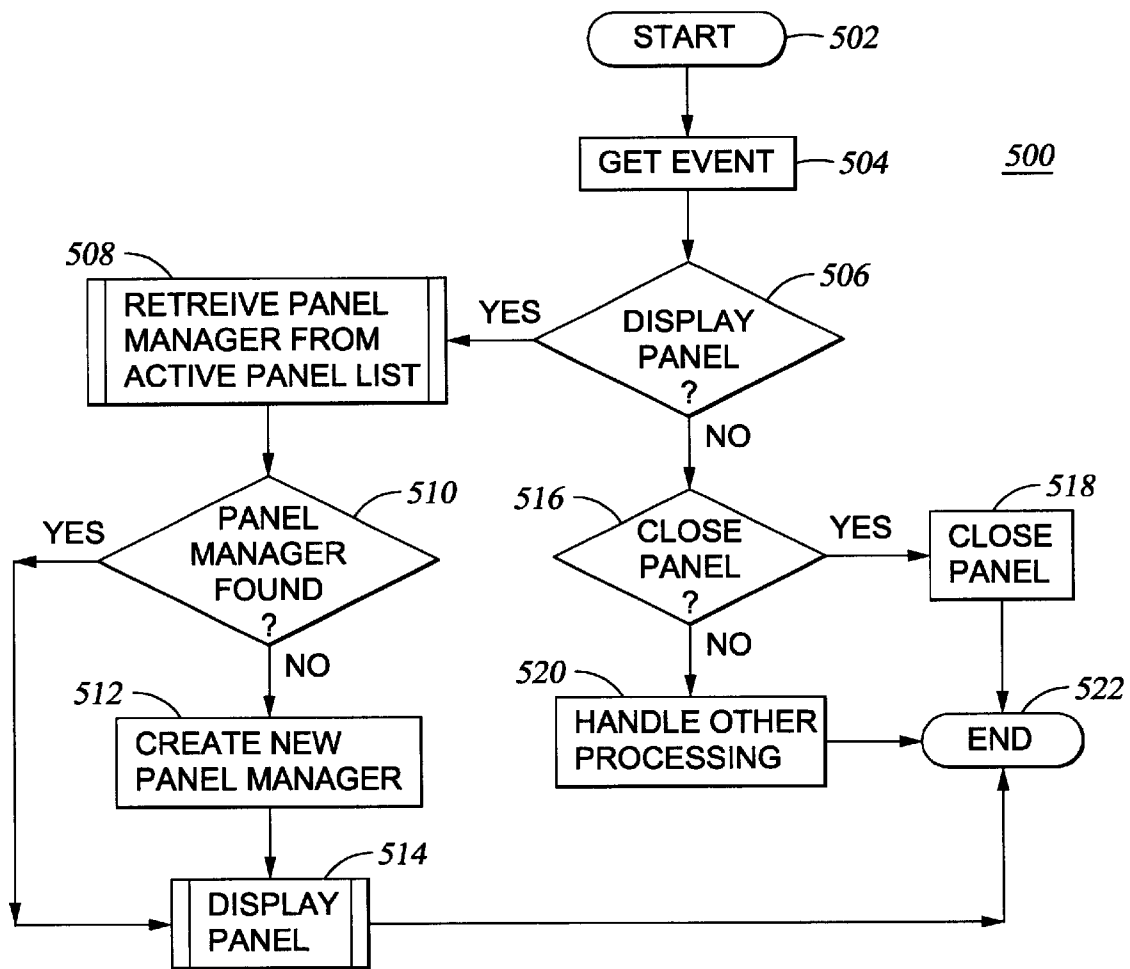 START
502
GET EVENT
504
500
508
RETREIVE PANEL
MANAGER FROM
ACTIVE PANEL LIST
YES
DISPLAY
PANEL
?
506
NO
510
YES
PANEL
MANAGER
FOUND
?
NO
516
CLOSE
PANEL
?
YES
518
CLOSE
PANEL
NO
512
CREATE NEW
PANEL MANAGER
520
HANDLE OTHER
PROCESSING
522
END
514
DISPLAY
PANEL